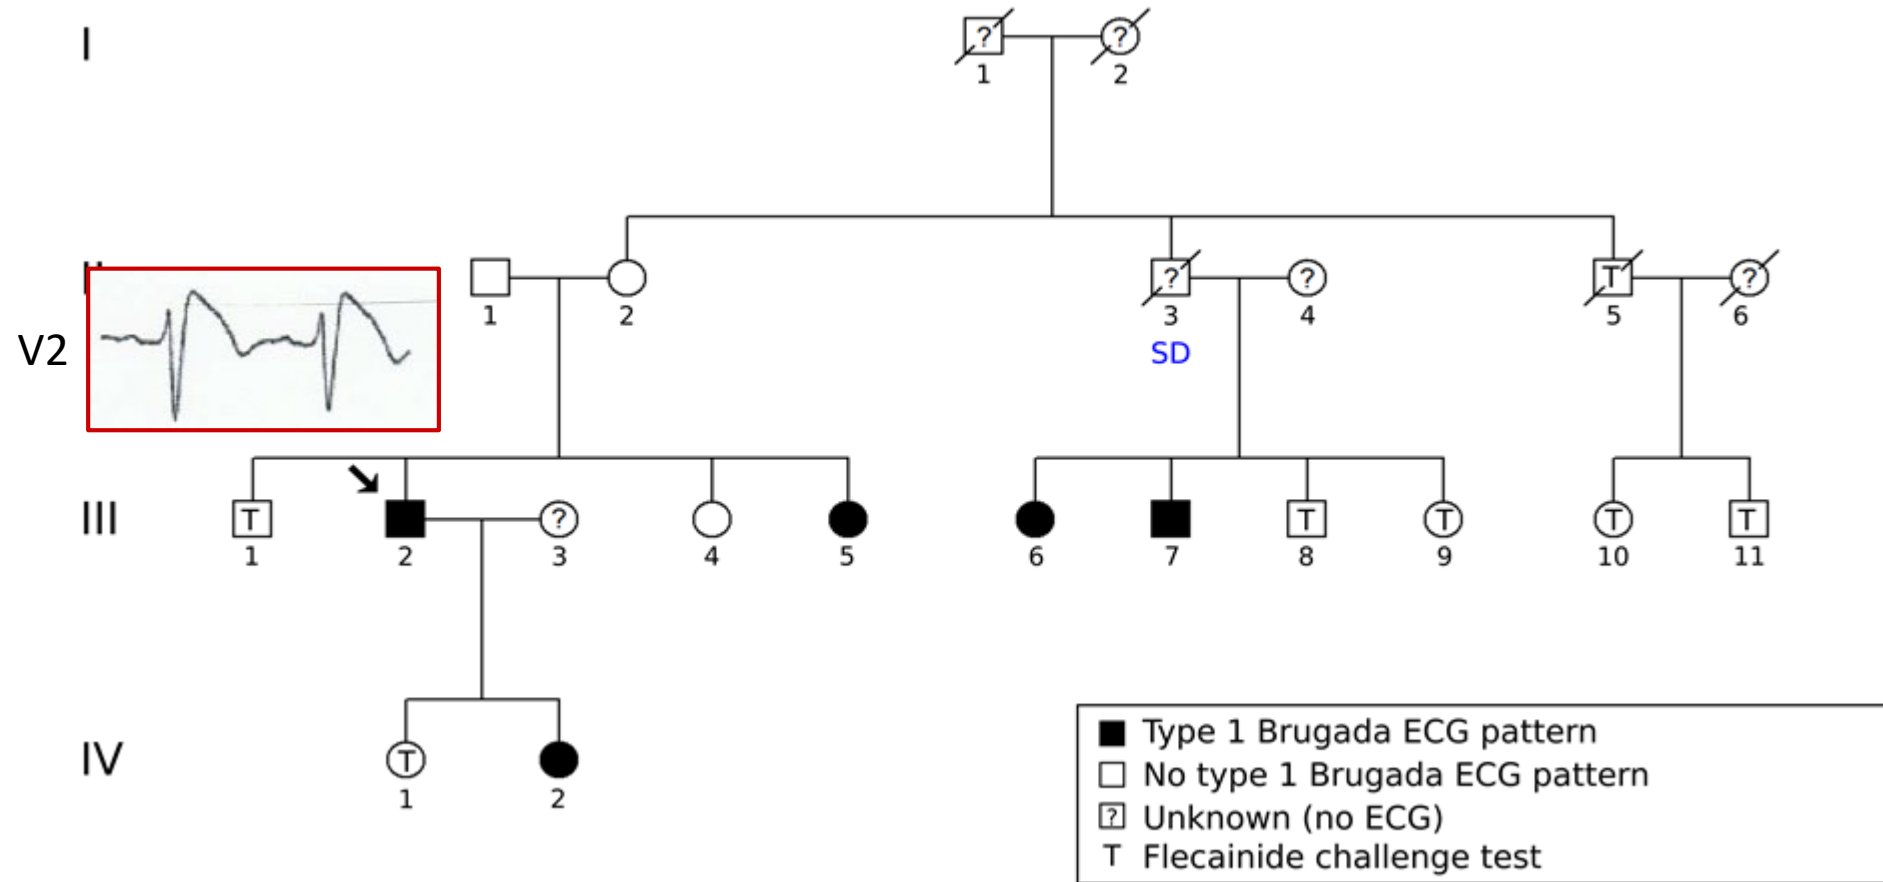 I
? ?
1 2
II
? ? T ?
1 2 3 4 5 6
V2
SD
III
T ? T T T T
1 2 3 4 5 6 7 8 9 10 11
IV
T
1 2
Type 1 Brugada ECG pattern
No type 1 Brugada ECG pattern
? Unknown (no ECG)
T Flecainide challenge test